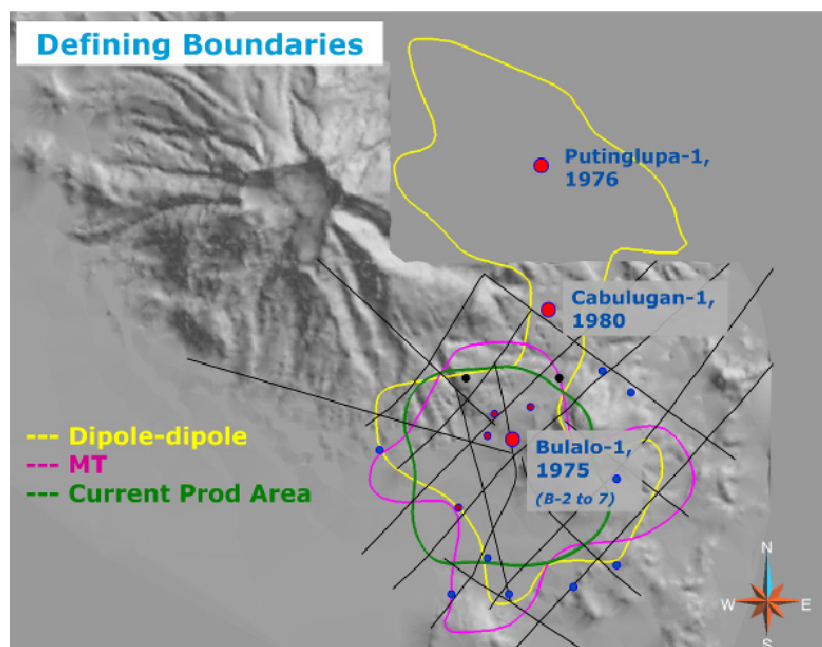 Defining Boundaries
Putinglupa-1,
1976
Cabulugan-1,
1980
--- Dipole-dipole
--- MT
--- Current Prod Area
Bulalo-1,
1975
(B-2 to 7)
N
W
E
S